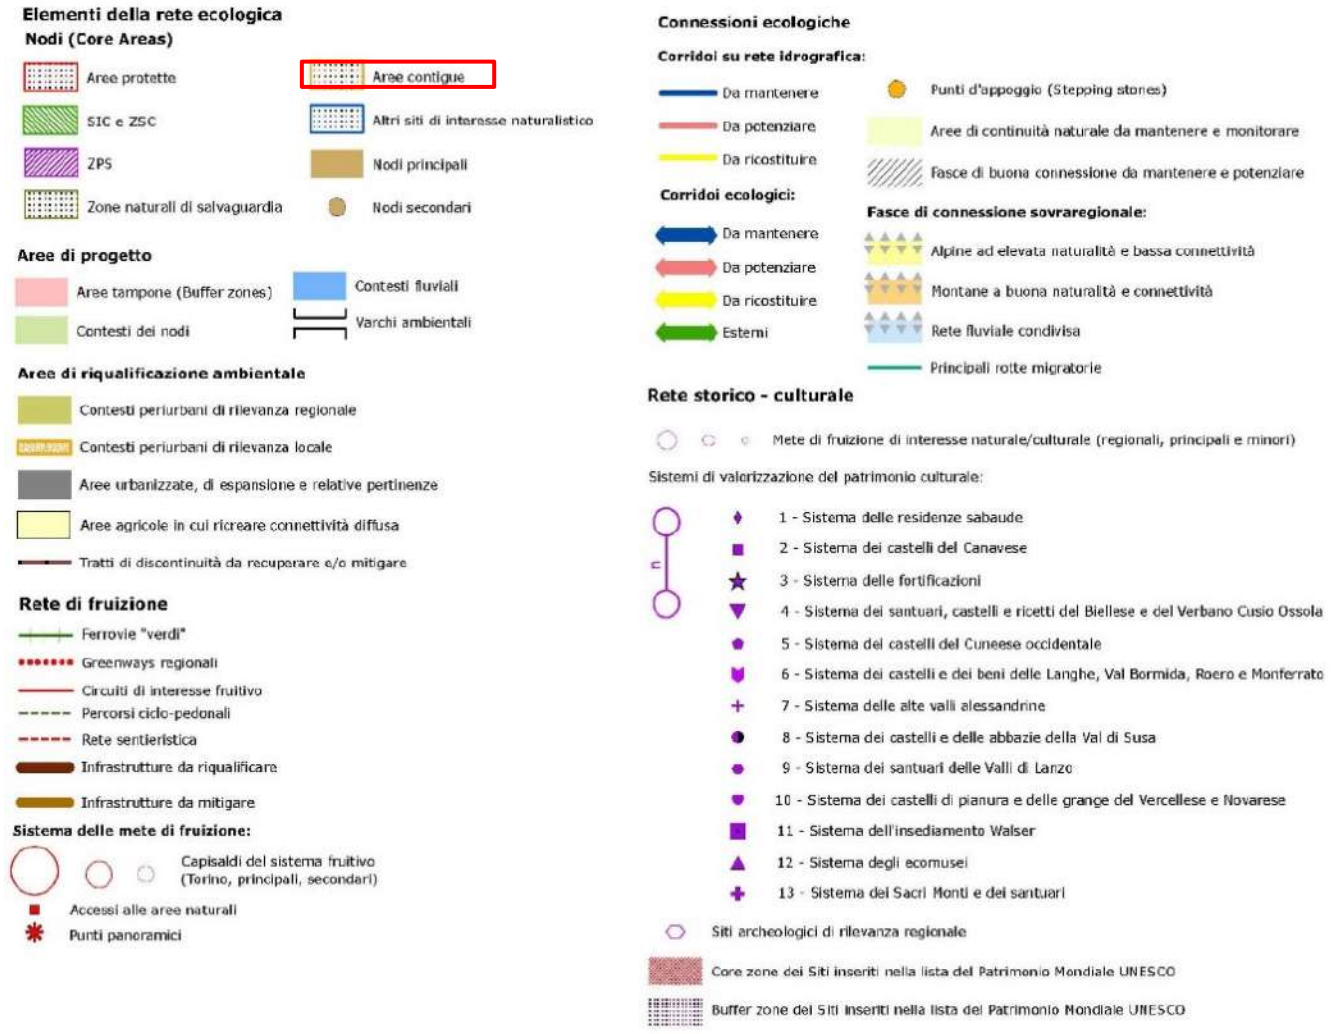 Elementi della rete ecologica
Nodi (Core Areas)
Aree protette
Aree contigue
SIC e ZSC
Altri siti di interesse naturalistico
ZPS
Nodi principali
Zone naturali di salvaguardia
Nodi secondari
Aree di progetto
Aree tampone (Buffer zones)
Contesti fluviali
Contesti dei nodi
Varchi ambientali
Aree di riqualificazione ambientale
Contesti periurbani di rilevanza regionale
Contesti periurbani di rilevanza locale
Aree urbanizzate, di espansione e relative pertinenze
Aree agricole in cui ricreare connettività diffusa
Tratti di discontinuità da recuperare e/o mitigare
Rete di fruizione
Ferrovie "verdi"
Greenways regionali
Circuiti di interesse fruitivo
Percorsi ciclo-pedonali
Rete sentieristica
Infrastrutture da riqualificare
Infrastrutture da mitigare
Sistema delle mete di fruizione:
Capisaldi del sistema fruitivo
(Torino, principali, secondari)
Accessi alle aree naturali
Punti panoramici
Connessioni ecologiche
Corridoi su rete idrografica:
Da mantenere
Da potenziare
Da ricostituire
Corridoi ecologici:
Da mantenere
Da potenziare
Da ricostituire
Esterni
Punti d'appoggio (Stepping stones)
Aree di continuità naturale da mantenere e monitorare
Fasce di buona connessione da mantenere e potenziare
Fasce di connessione sovraregionale:
Alpine ad elevata naturalità e bassa connettività
Montane a buona naturalità e connettività
Rete fluviale condivisa
Principali rotte migratorie
Rete storico - culturale
Mete di fruizione di interesse naturale/culturale (regionali, principali e minori)
Sistemi di valorizzazione del patrimonio culturale:
n
1 - Sistema delle residenze sabaude
2 - Sistema dei castelli del Canavese
3 - Sistema delle fortificazioni
4 - Sistema dei santuari, castelli e ricetti del Biellese e del Verbano Cusio Ossola
5 - Sistema dei castelli del Cuneese occidentale
6 - Sistema dei castelli e dei beni delle Langhe, Val Bormida, Roero e Monferrato
7 - Sistema delle alte valli alessandrine
8 - Sistema dei castelli e delle abbazie della Val di Susa
9 - Sistema dei santuari delle Valli di Lanzo
10 - Sistema dei castelli di pianura e delle grange del Vercellese e Novarese
11 - Sistema dell'insediamento Walser
12 - Sistema degli ecomusei
13 - Sistema dei Sacri Monti e dei santuari
Siti archeologici di rilevanza regionale
Core zone dei Siti inseriti nella lista del Patrimonio Mondiale UNESCO
Buffer zone dei Siti inseriti nella lista del Patrimonio Mondiale UNESCO